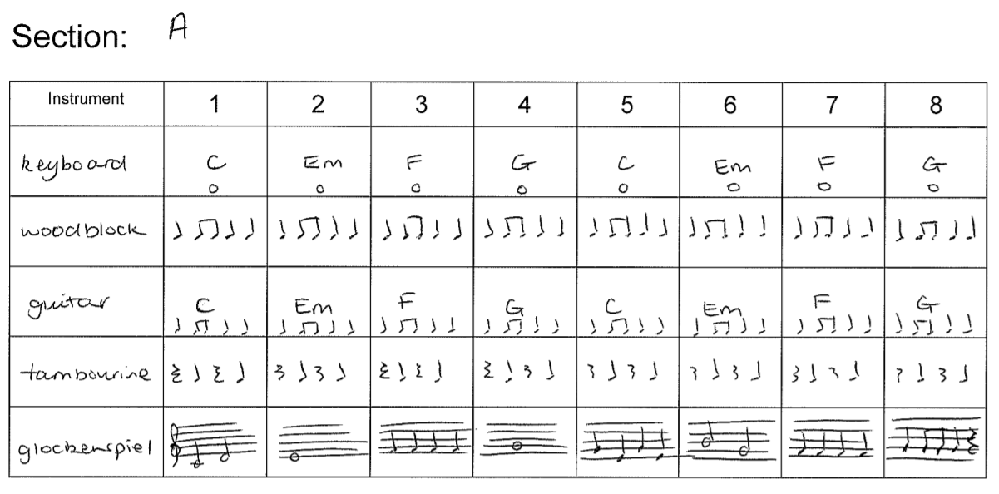 Section: A
Instrument 1 2 3 4 5 6 7 8
keyboard C Em F G C Em F G
woodblock
guitar C Em F G C Em F G
tambourine
glockenspiel